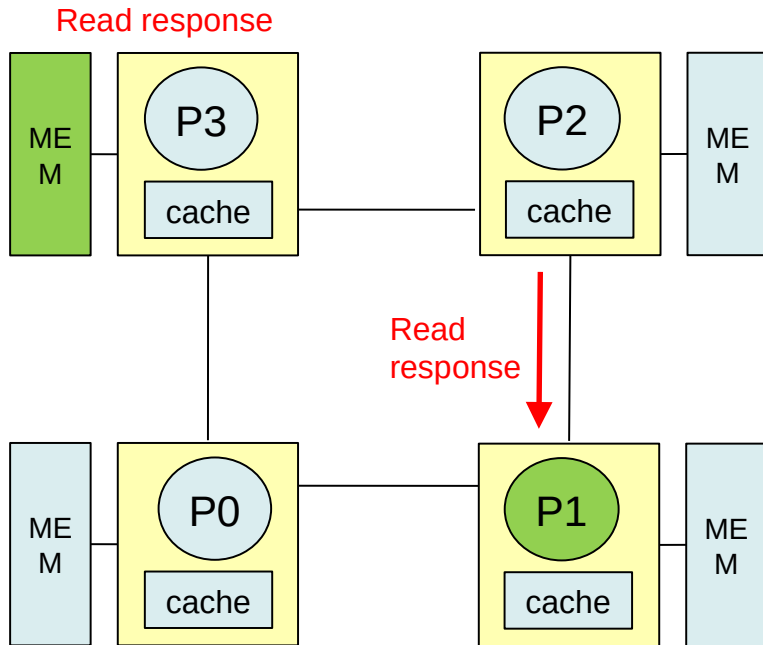 Read response
ME
M
P3
cache
P2
cache
ME
M
Read
response
ME
M
P0
cache
P1
cache
ME
M